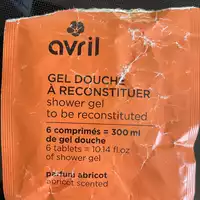 avril
GEL DOUCHE
À RECONSTITUER
shower gel
to be reconstituted
6 comprimés = 300 ml
de gel douche
6 tablets = 10.14 fl.oz
of shower gel
parfum abricot
apricot scented